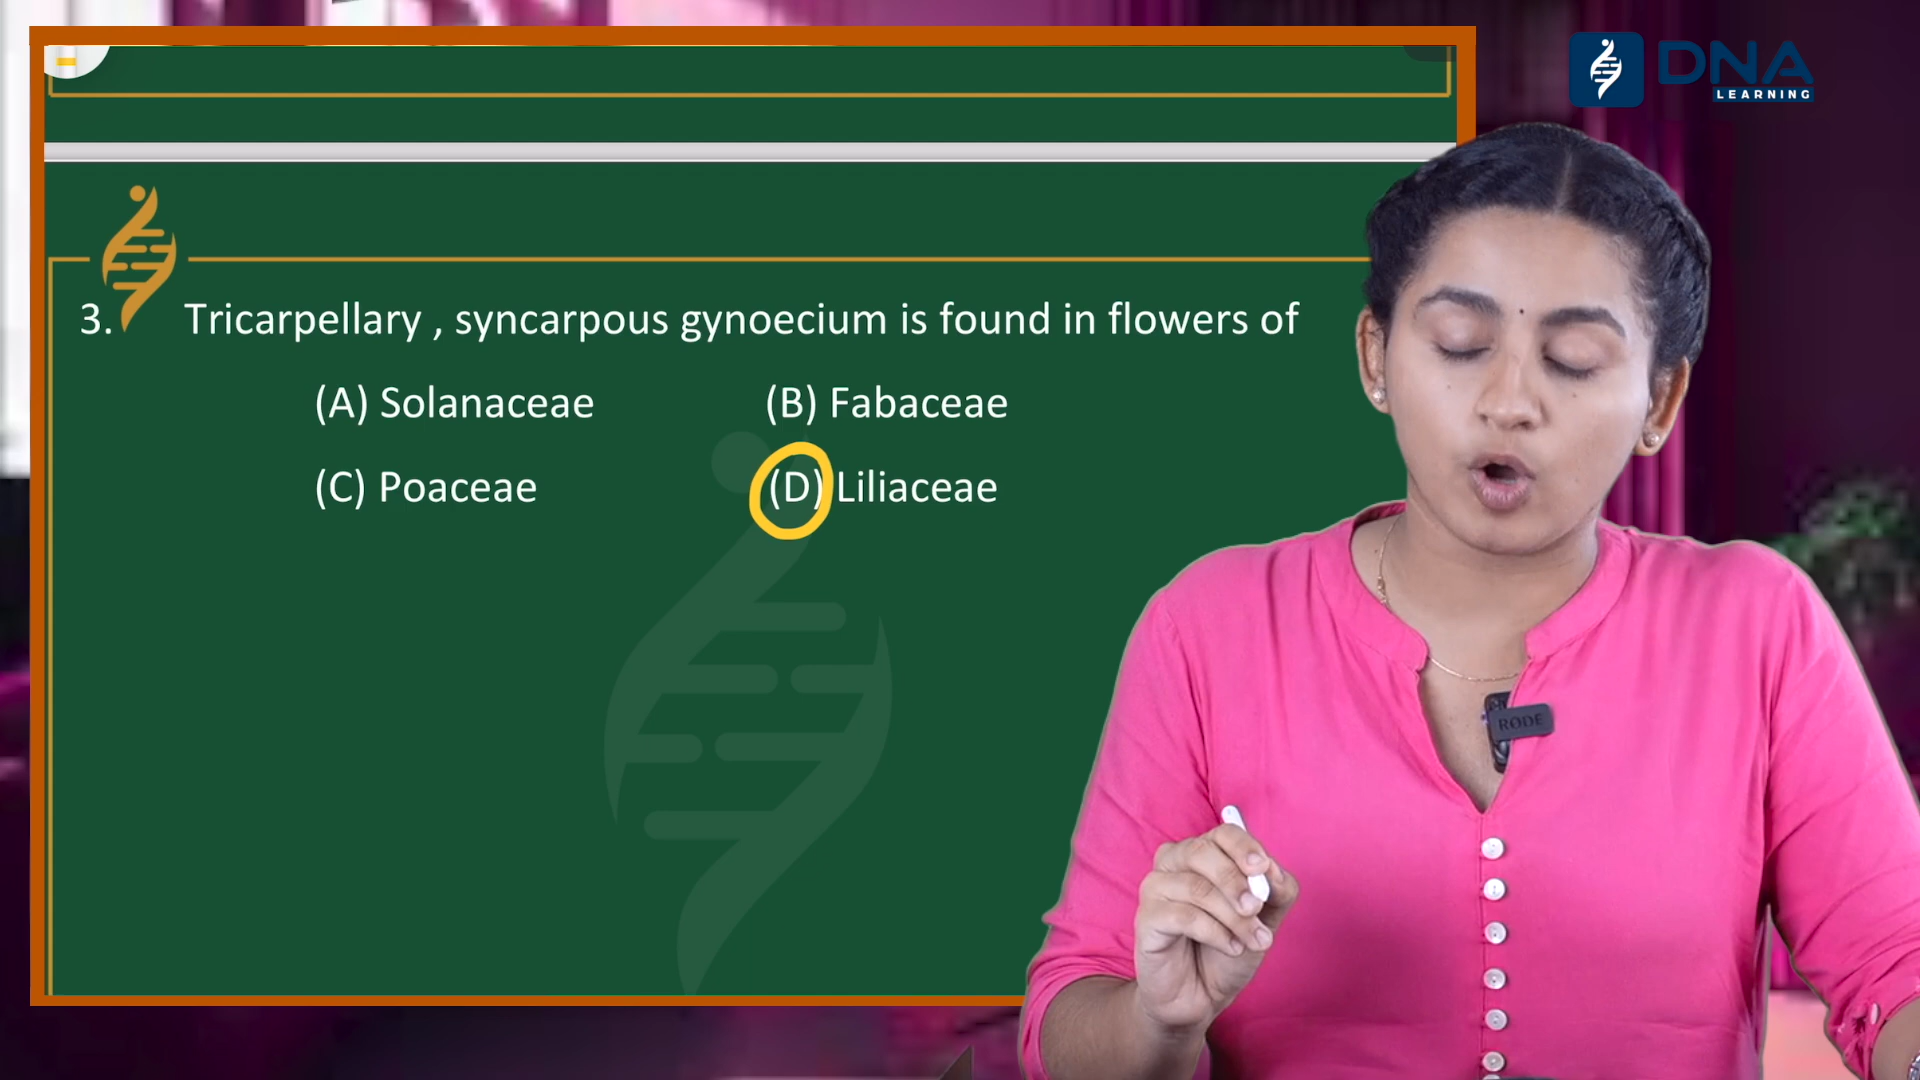 DNA
LEARNING
3. Tricarpellary , syncarpous gynoecium is found in flowers of
(A) Solanaceae (B) Fabaceae
(C) Poaceae (D) Liliaceae
RODE